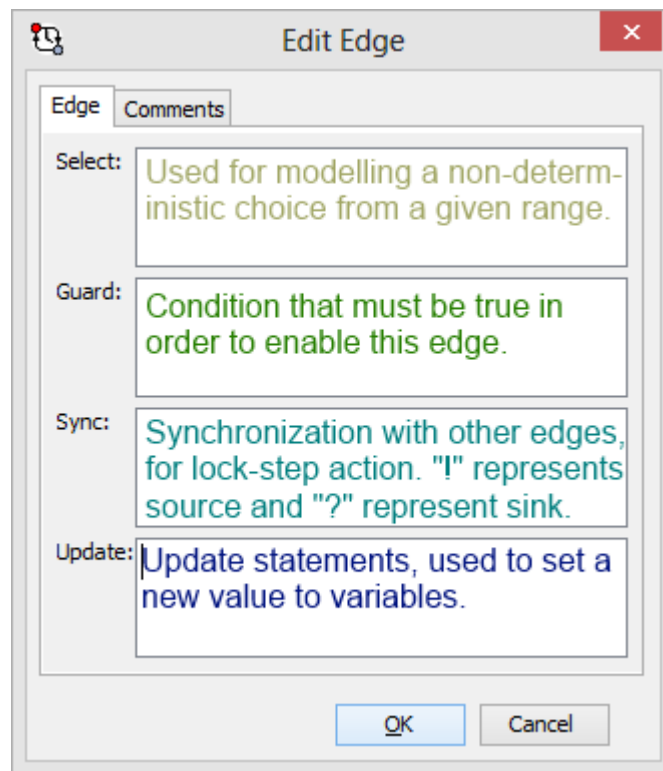 Edit Edge
Edge Comments
Select:
Used for modelling a non-determ-
inistic choice from a given range.
Guard:
Condition that must be true in
order to enable this edge.
Sync:
Synchronization with other edges,
for lock-step action. "!" represents
source and "?" represent sink.
Update:
Update statements, used to set a
new value to variables.
OK Cancel